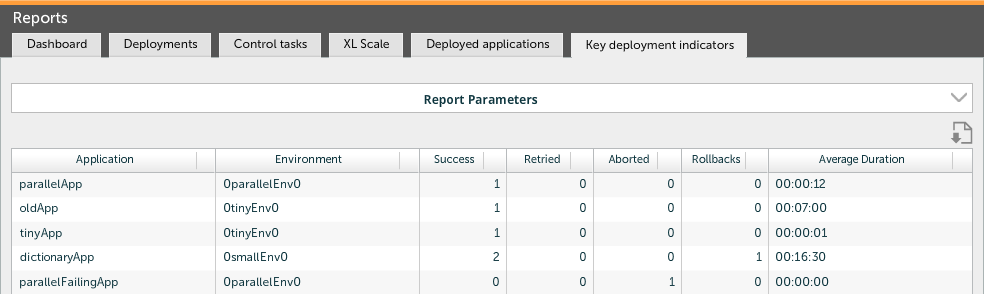 Reports
Dashboard Deployments Control tasks XL Scale Deployed applications Key deployment indicators
Report Parameters
Application Environment Success Retried Aborted Rollbacks Average Duration
parallelApp 0parallelEnv0 1 0 0 0 00:00:12
oldApp 0tinyEnv0 1 0 0 0 00:07:00
tinyApp 0tinyEnv0 1 0 0 0 00:00:01
dictionaryApp 0smallEnv0 2 0 0 1 00:16:30
parallelFailingApp 0parallelEnv0 0 0 1 0 00:00:00